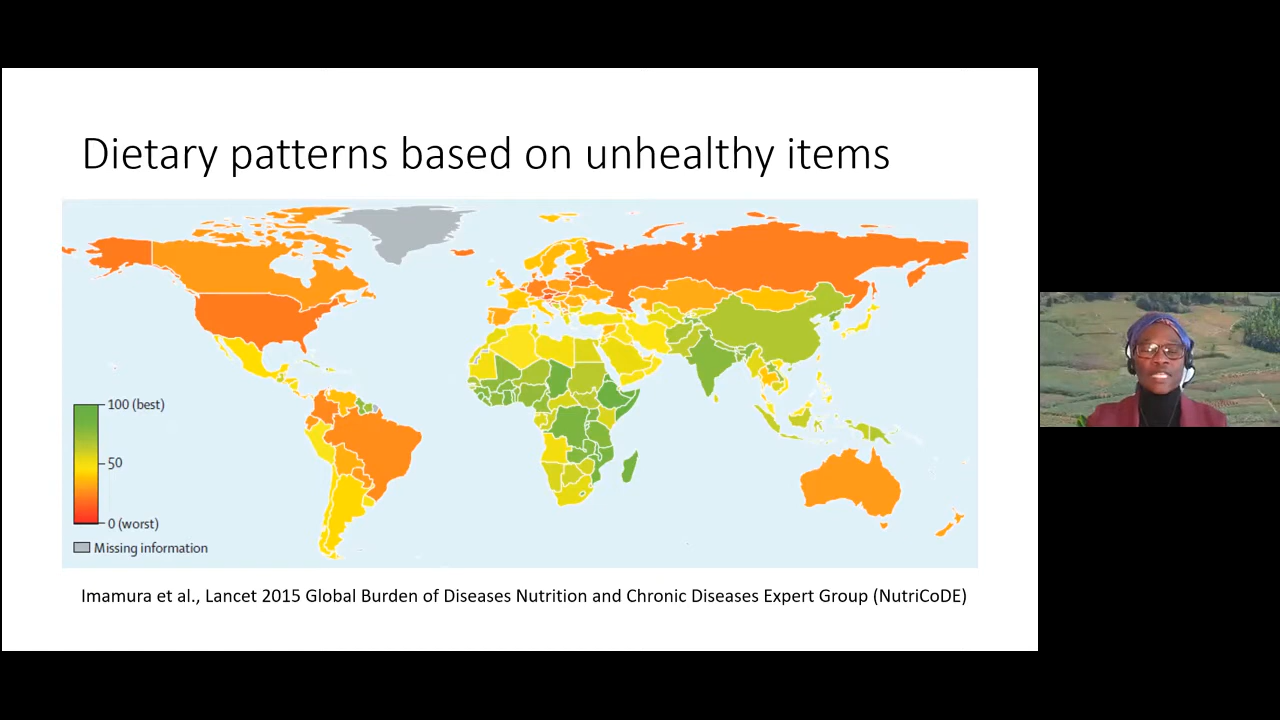 Dietary patterns based on unhealthy items
100 (best)
50
0 (worst)
Missing information
Imamura et al., Lancet 2015 Global Burden of Diseases Nutrition and Chronic Diseases Expert Group (NutriCoDE)